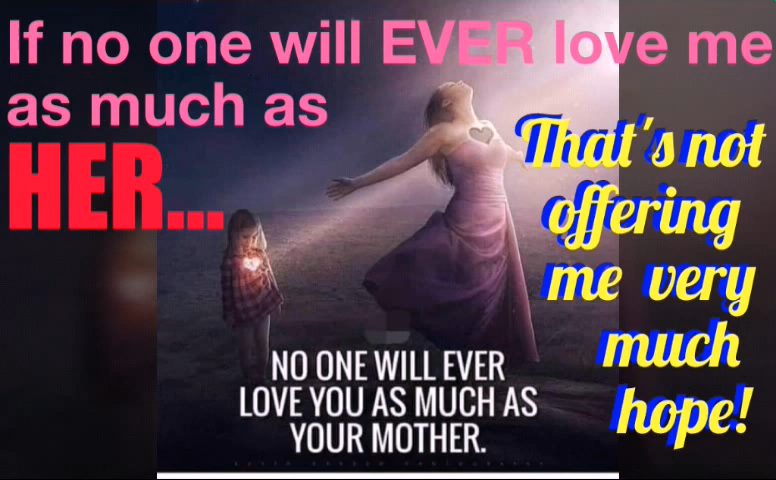 If no one will EVER love me
as much as
HER...
That's not
offering
me very
much
hope!
NO ONE WILL EVER
LOVE YOU AS MUCH AS
YOUR MOTHER.